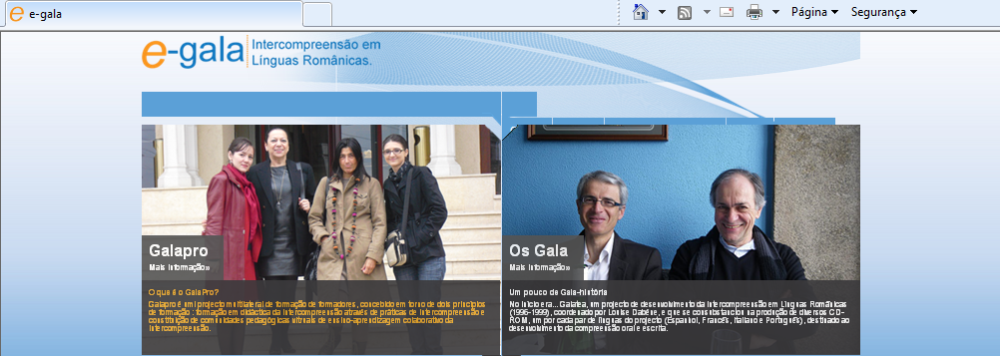 e-gala
Página
Segurança
e-gala Intercompreensão em
Línguas Românicas.
Galapro
Mais Informação»
O que é o GalaPro?
Galapro é um projecto multilateral de formação de formadores, concebido em torno de dois princípios
de formação : formação em didáctica da intercompreensão através de práticas de intercompreensão e
constituição de comunidades pedagógicas virtuais de ensino-aprendizagem colaborativo da
intercompreensão.
Os Gala
Mais Informação»
Um pouco de Gala-história
No início era... Galatea, um projecto de desenvolvimento da Intercompreensão em Línguas Românicas
(1996-1999), coordenado por Louise Dabène, e que se consubstanciou na produção de diversos CD-
ROM, um por cada par de línguas do projecto (Espanhol, Francês, Italiano e Português), destinado ao
desenvolvimento da compreensão oral e escrita.